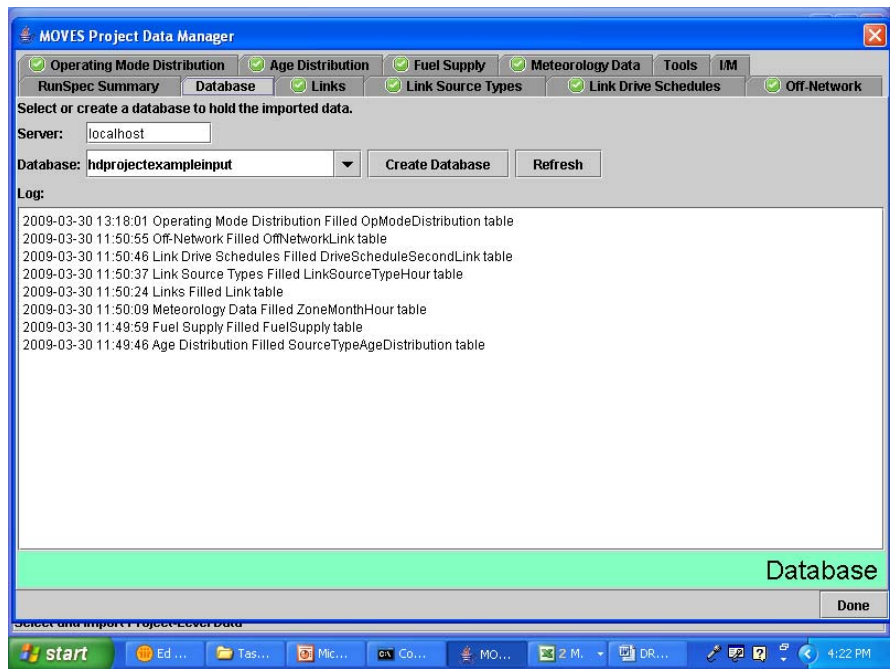 MOVES Project Data Manager
Operating Mode Distribution Age Distribution Fuel Supply Meteorology Data Tools I/M
RunSpec Summary Database Links Link Source Types Link Drive Schedules Off-Network
Select or create a database to hold the imported data.
Server: localhost
Database: hdprojectexampleinput Create Database Refresh
Log:
2009-03-30 13:18:01 Operating Mode Distribution Filled OpModeDistribution table
2009-03-30 11:50:55 Off-Network Filled OffNetworkLink table
2009-03-30 11:50:46 Link Drive Schedules Filled DriveScheduleSecondLink table
2009-03-30 11:50:37 Link Source Types Filled LinkSourceTypeHour table
2009-03-30 11:50:24 Links Filled Link table
2009-03-30 11:50:09 Meteorology Data Filled ZoneMonthHour table
2009-03-30 11:49:59 Fuel Supply Filled FuelSupply table
2009-03-30 11:49:46 Age Distribution Filled SourceTypeAgeDistribution table
Database
Done
Select and Import Project-Level Data
start Ed ... Tas... Mic... Co... MO... 2 M. DR... 4:22 PM